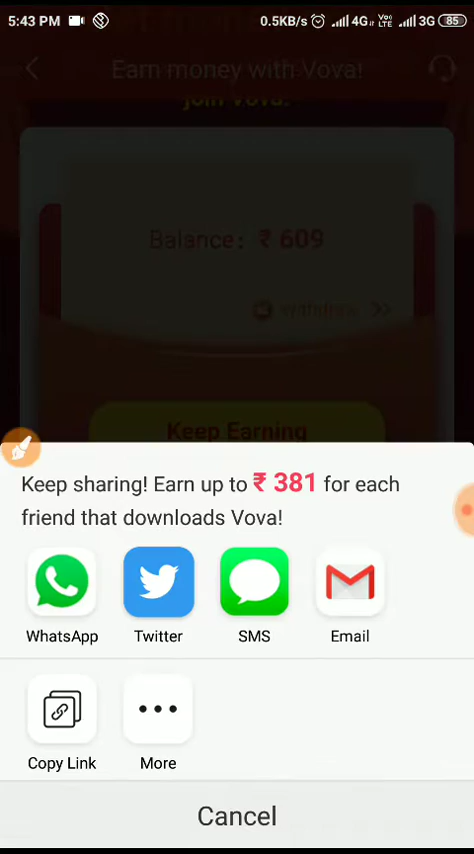 5:43 PM 0.5KB/s 4G Vo) LTE 3G 85
Earn money with Vova!
join Vova!
Balance: ₹ 609
withdraw >>
Keep Earning
Keep sharing! Earn up to ₹ 381 for each
friend that downloads Vova!
WhatsApp Twitter SMS Email
Copy Link More
Cancel